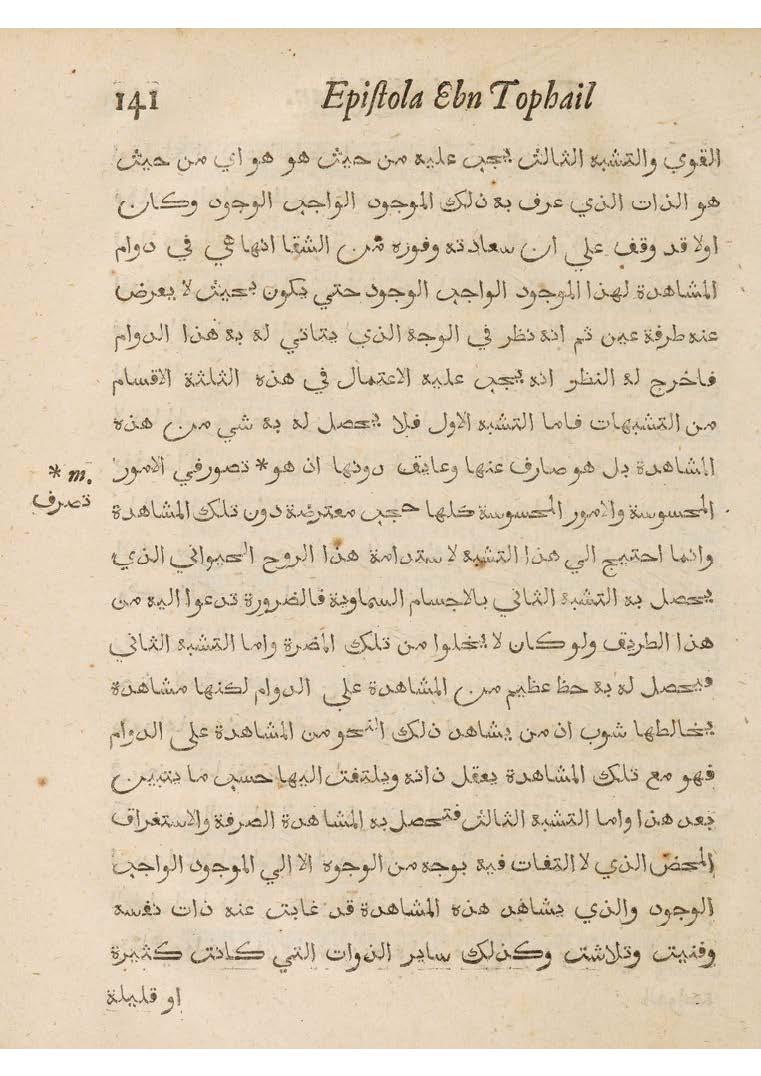 141 Epistola Ebn Tophail
القوي والتشبه الثالث يجب عليه من حيث هو هو اي من حيث
هو الذات الذي عرف به ذلك الموجود الواجب الوجود وكان
اولا قد وقف علي ان سعادته وفوزه من الشقا انها هي في دوام
المشاهدة لهذا الموجود الواجب الوجود حتي يكون بحيث لا يعرض
عنه طرفة عين ثم انه نظر في الوجه الذي يتاتي له به هذا الدوام
فاخرج له النظر انه يجب عليه الاعتمال في هذه الثلثة الاقسام
من التشبهات فاما التشبه الاول فلا يحصل له به شي من هذه
المشاهدة بل هو صارف عنها وعايق دونها ان هو* تصورفي الامور
* m.
تصرف
المحسوسة والامور المحسوسة كلها حجب معترضة دون تلك المشاهدة
وانما احتيج الي هذا التشبه لاستدامة هذا الروح الحيواني الذي
يحصل به التشبه الثاني بالاجسام السماوية فالضرورة تدعوا اليه من
هذا الطريق ولو كان لا يخلوا من تلك المضرة واما التشبه الثاني
فيحصل له به حظ عظيم من المشاهدة علي الدوام لكنها مشاهدة
يخالطها شوب ان من يشاهد ذلك النحو من المشاهدة علي الدوام
فهو مع تلك المشاهدة يعقل ذاته ويلتفت اليها حسب ما يتبين
بعد هذا واما التشبه الثالث فتحصل به المشاهدة الصرفة والاستغراق
المحض الذي لا التفات فيه بوجه من الوجوه الا الي الموجود الواجب
الوجود والذي يشاهد هذه المشاهدة قد غابت عنه ذات نفسه
وفنيت وتلاشت وكذلك ساير الذوات التي كانت كثيرة
او قليلة